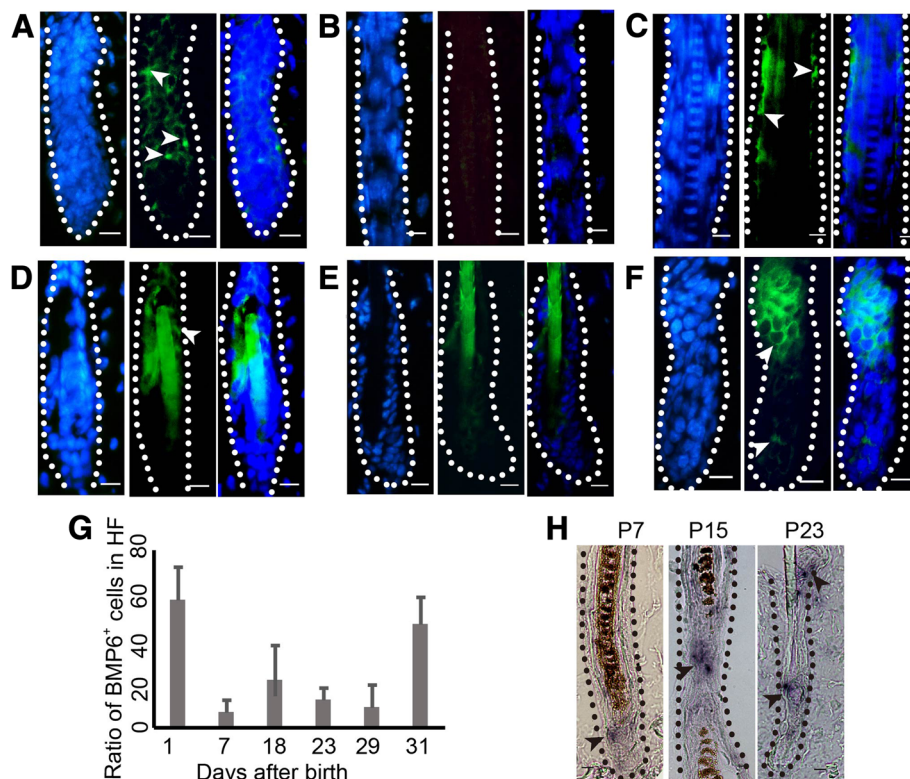 A B C
D E F
G
Ratio of BMP6⁺ cells in HF
80
60
40
20
0
1 7 18 23 29 31
Days after birth
H P7 P15 P23